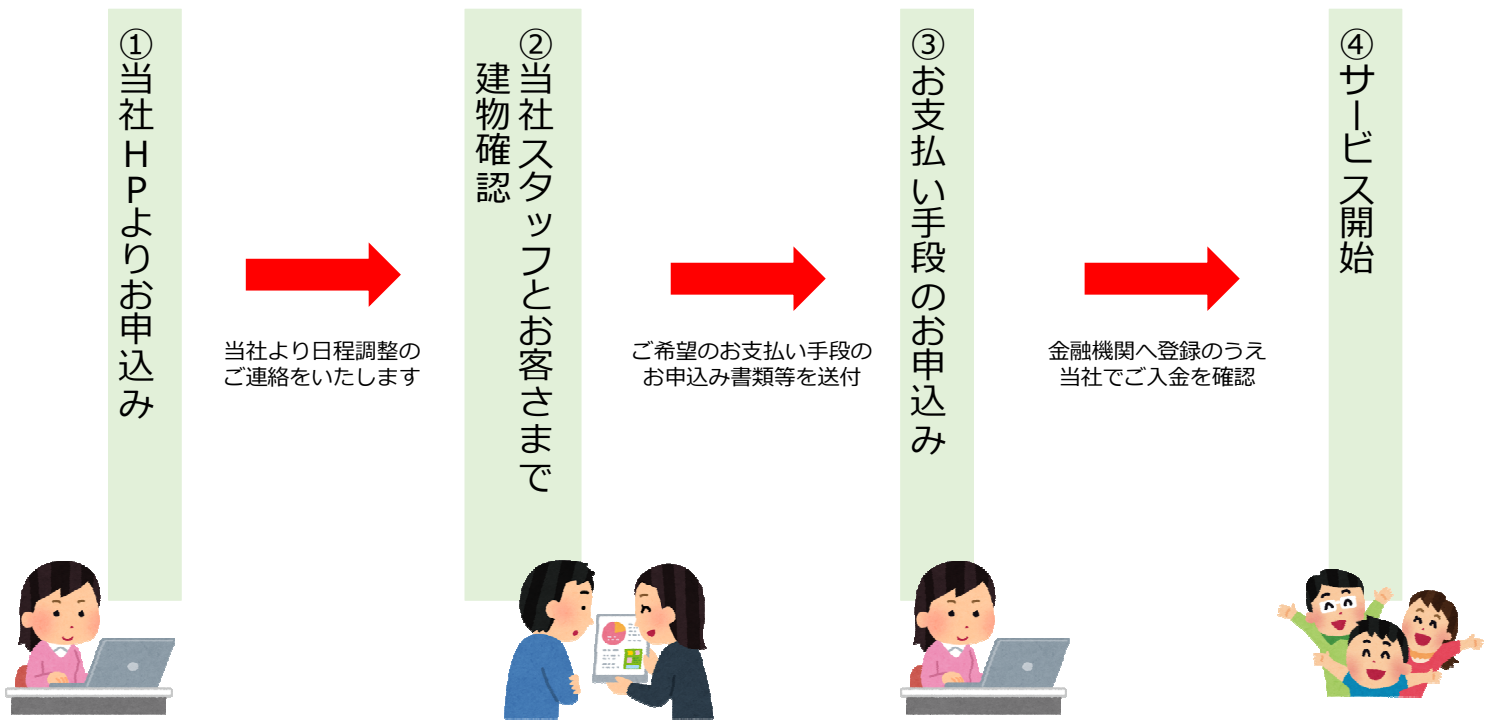 ①当社HPよりお申込み
当社より日程調整の
ご連絡をいたします
②当社スタッフとお客さまで
建物確認
ご希望のお支払い手段の
お申込み書類等を送付
③お支払い手段のお申込み
金融機関へ登録のうえ
当社でご入金を確認
④サービス開始